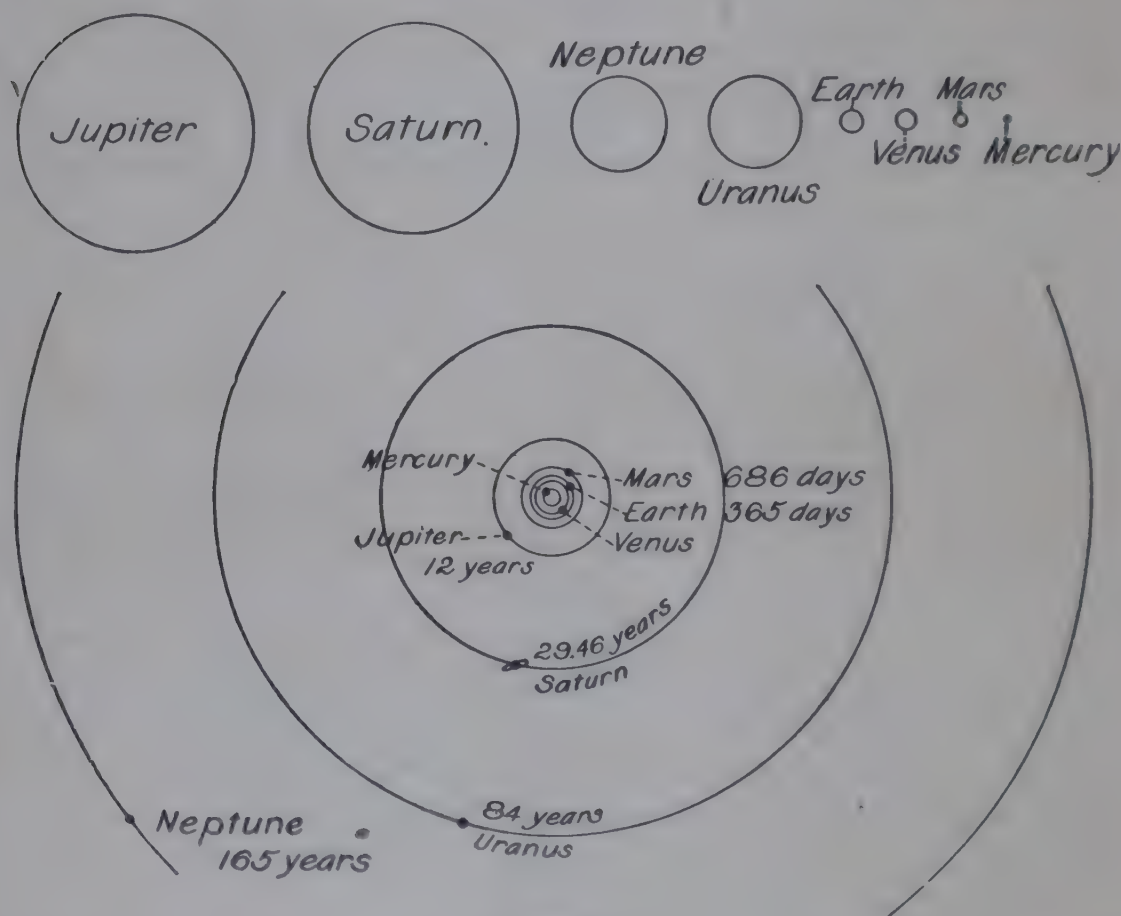 Neptune
Earth Mars
Jupiter
Saturn.
Venus Mercury
Uranus
Mercury
Mars 686 days
Earth 365 days
Jupiter
Venus
12 years
29.46 years
Saturn
84 years
Neptune
Uranus
165 years